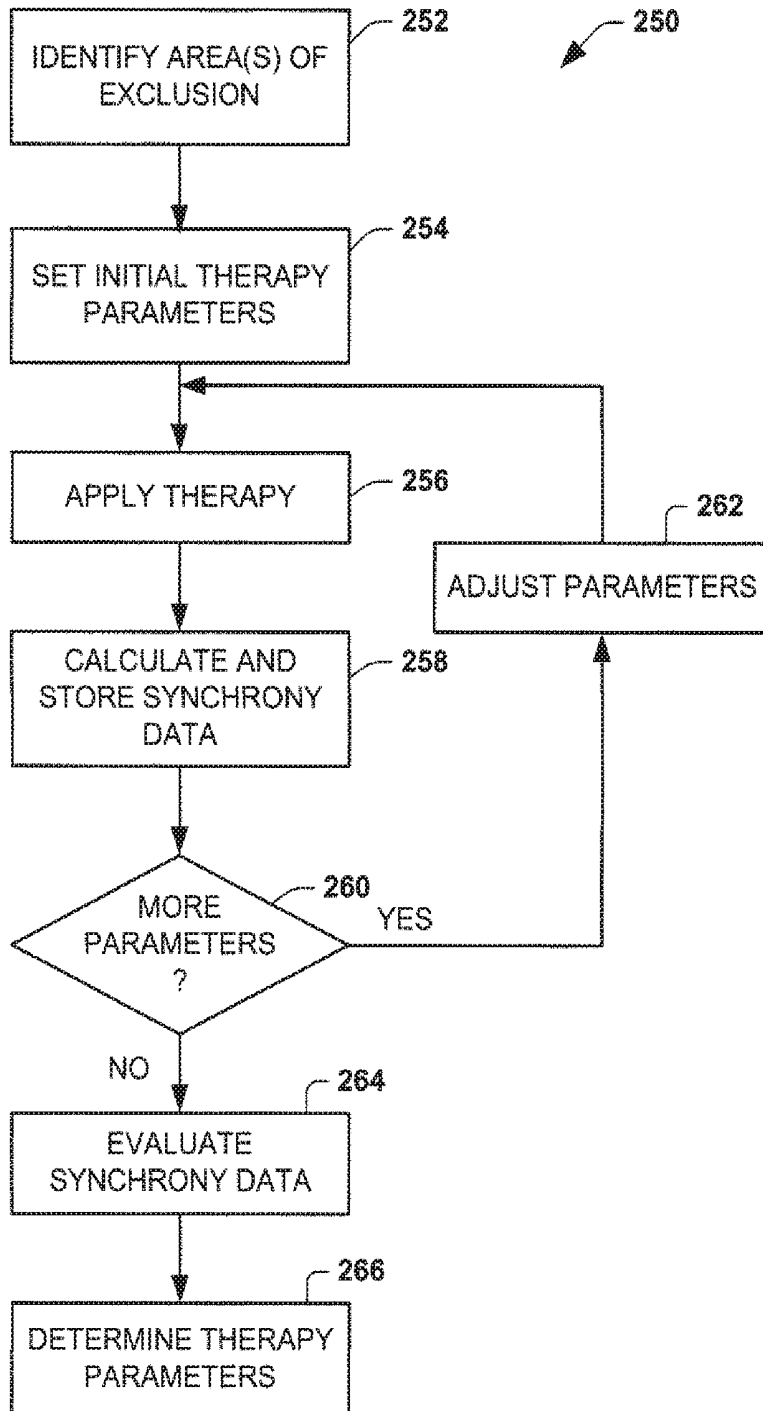 252
250
IDENTIFY AREA(S) OF
EXCLUSION
254
SET INITIAL THERAPY
PARAMETERS
256
APPLY THERAPY
262
ADJUST PARAMETERS
258
CALCULATE AND
STORE SYNCHRONY
DATA
260
MORE
PARAMETERS
?
YES
NO
264
EVALUATE
SYNCHRONY DATA
266
DETERMINE THERAPY
PARAMETERS